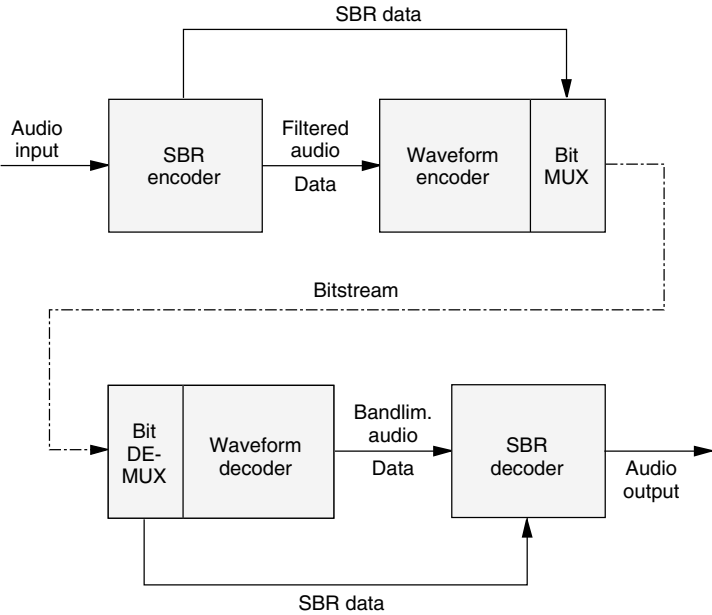 SBR data
Audio
input
SBR
encoder
Filtered
audio
Data
Waveform
encoder
Bit
MUX
Bitstream
Bit
DE-
MUX
Waveform
decoder
Bandlim.
audio
Data
SBR
decoder
Audio
output
SBR data